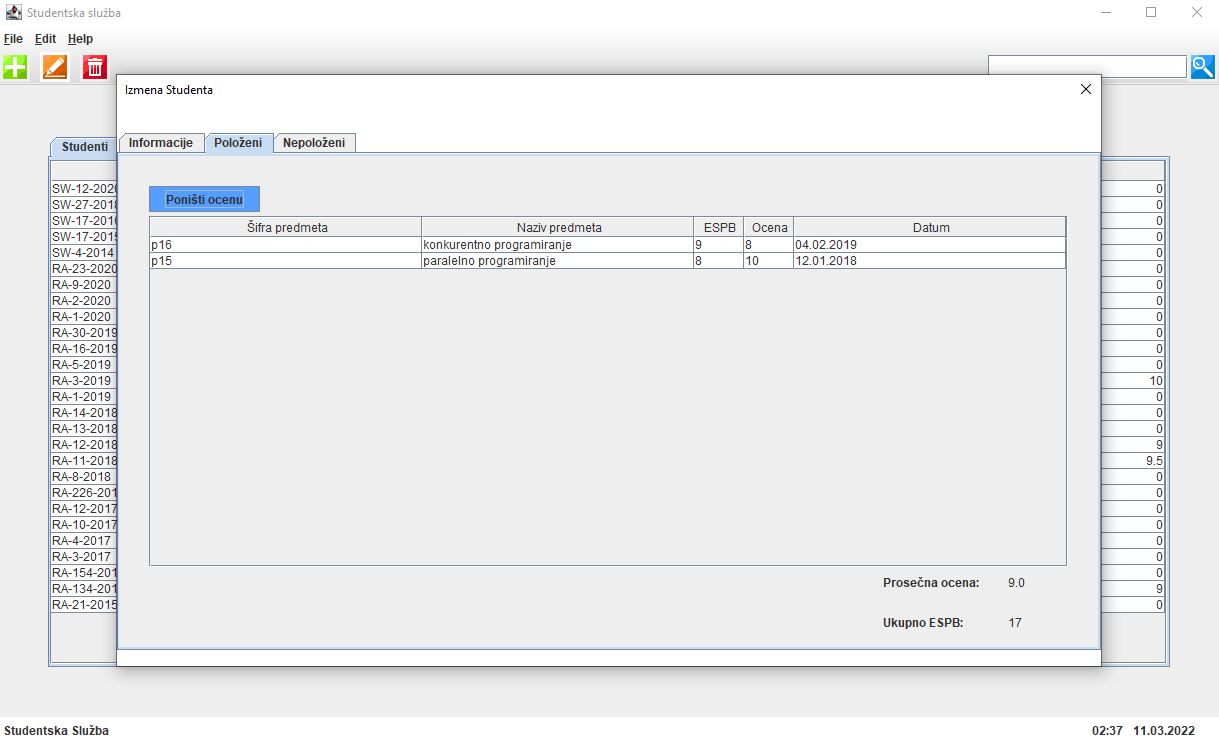 Studentska služba
File Edit Help
Izmena Studenta
Informacije Položeni Nepoloženi
Studenti
Poništi ocenu
Šifra predmeta Naziv predmeta ESPB Ocena Datum
p16 konkurentno programiranje 9 8 04.02.2019
p15 paralelno programiranje 8 10 12.01.2018
SW-12-2020 0
SW-27-2018 0
SW-17-2016 0
SW-17-2015 0
SW-4-2014 0
RA-23-2020 0
RA-9-2020 0
RA-2-2020 0
RA-1-2020 0
RA-30-2019 0
RA-16-2019 0
RA-5-2019 0
RA-3-2019 10
RA-1-2019 0
RA-14-2018 0
RA-13-2018 0
RA-12-2018 9
RA-11-2018 9.5
RA-8-2018 0
RA-226-201 0
RA-12-2017 0
RA-10-2017 0
RA-4-2017 0
RA-3-2017 0
RA-154-201 0
RA-134-201 9
RA-21-2015 0
Prosečna ocena: 9.0
Ukupno ESPB: 17
Studentska Služba 02:37 11.03.2022